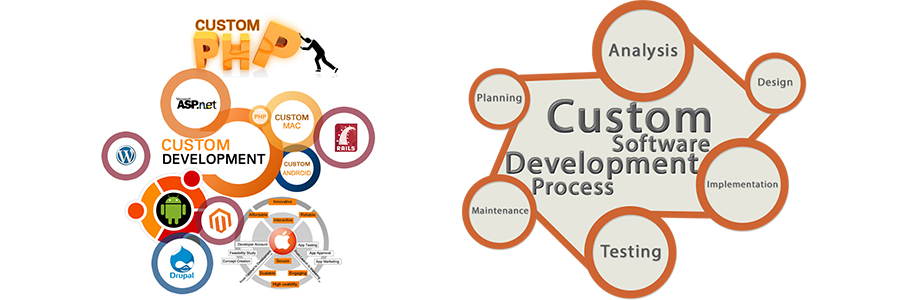 CUSTOM
PHP
Microsoft
ASP.net
PHP
CUSTOM
MAC
CUSTOM
DEVELOPMENT
RAILS
CUSTOM
ANDROID
Innovative
Affordable
Reliable
Interactive
Developer Account
App Testing
Feasibility Study
App Approval
Concept Creation
Secure
App Marketing
Scalable
Engaging
High usability
Drupal
Analysis
Planning
Design
Custom
Software
Development
Process
Implementation
Maintenance
Testing